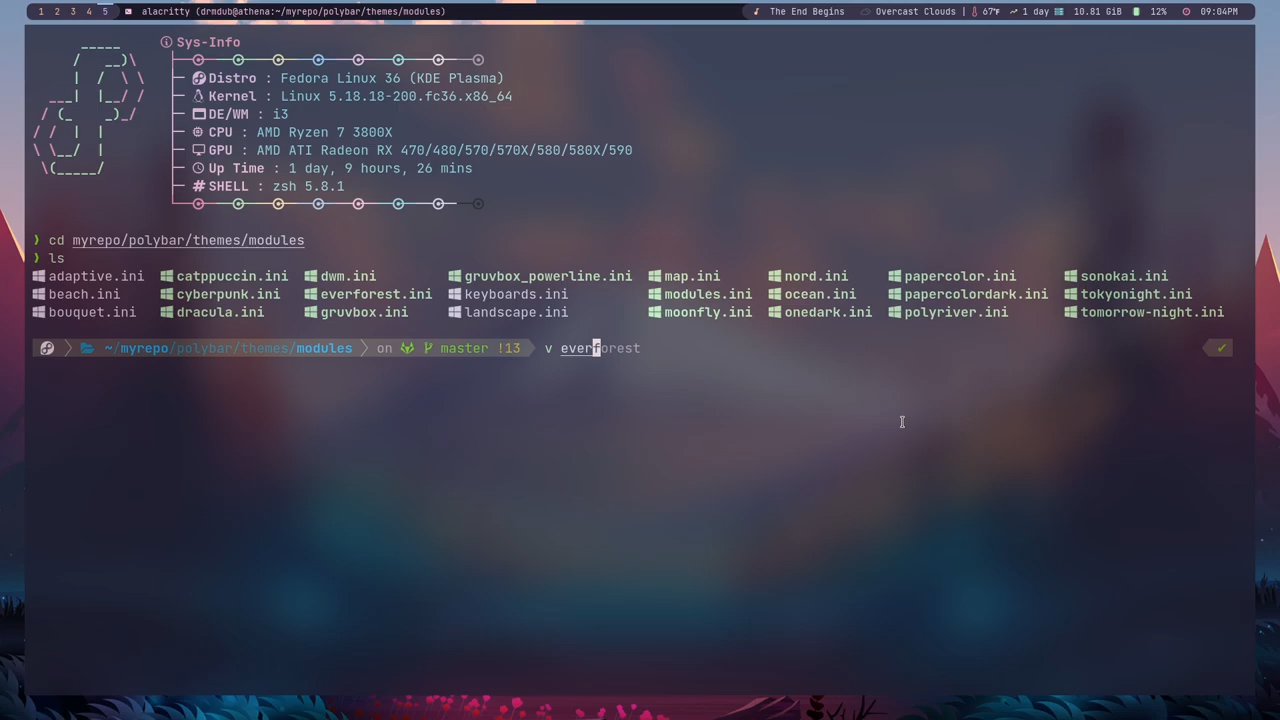 1 2 3 4 5 alacritty (drmdub@athena:~/myrepo/polybar/themes/modules) The End Begins Overcast Clouds | 67°F 1 day 10.81 GiB 12% 09:04PM
Sys-Info
Distro : Fedora Linux 36 (KDE Plasma)
Kernel : Linux 5.18.18-200.fc36.x86_64
DE/WM : i3
CPU : AMD Ryzen 7 3800X
GPU : AMD ATI Radeon RX 470/480/570/570X/580/580X/590
Up Time : 1 day, 9 hours, 26 mins
# SHELL : zsh 5.8.1
❯ cd myrepo/polybar/themes/modules
❯ ls
adaptive.ini catppuccin.ini dwm.ini gruvbox_powerline.ini map.ini nord.ini papercolor.ini sonokai.ini
beach.ini cyberpunk.ini everforest.ini keyboards.ini modules.ini ocean.ini papercolordark.ini tokyonight.ini
bouquet.ini dracula.ini gruvbox.ini landscape.ini moonfly.ini onedark.ini polyriver.ini tomorrow-night.ini
~/myrepo/polybar/themes/modules on master !13 v everforest ✔